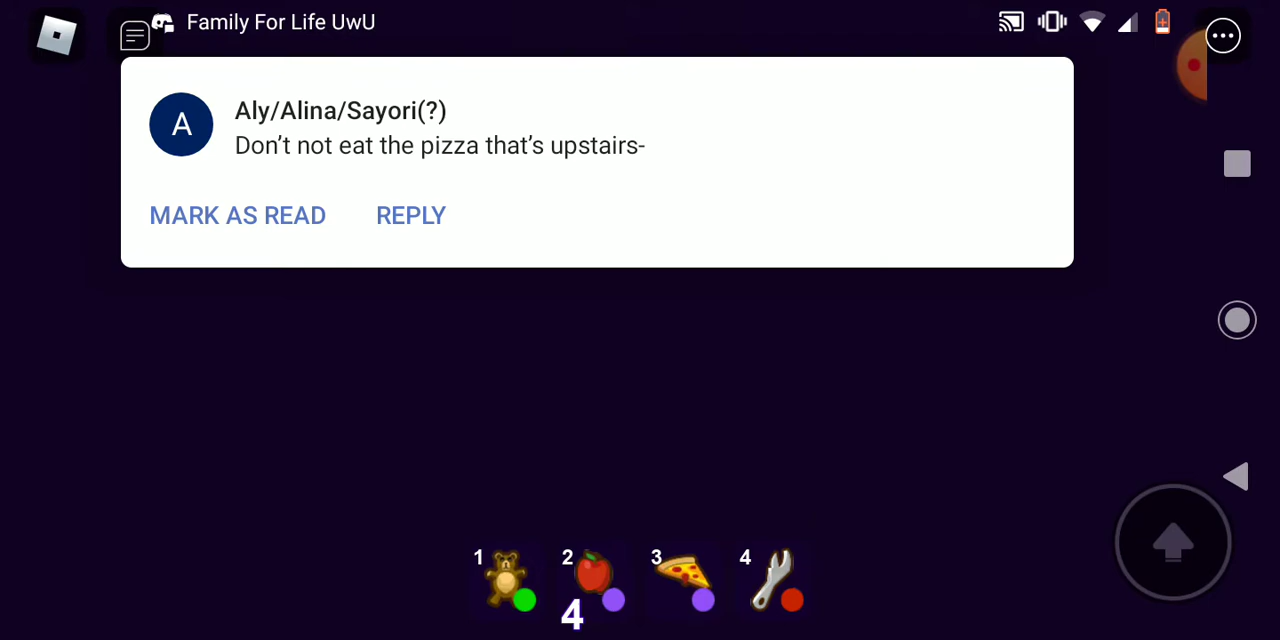 Family For Life UwU
A
Aly/Alina/Sayori(?)
Don’t not eat the pizza that’s upstairs-
MARK AS READ REPLY
1 2 3 4
4